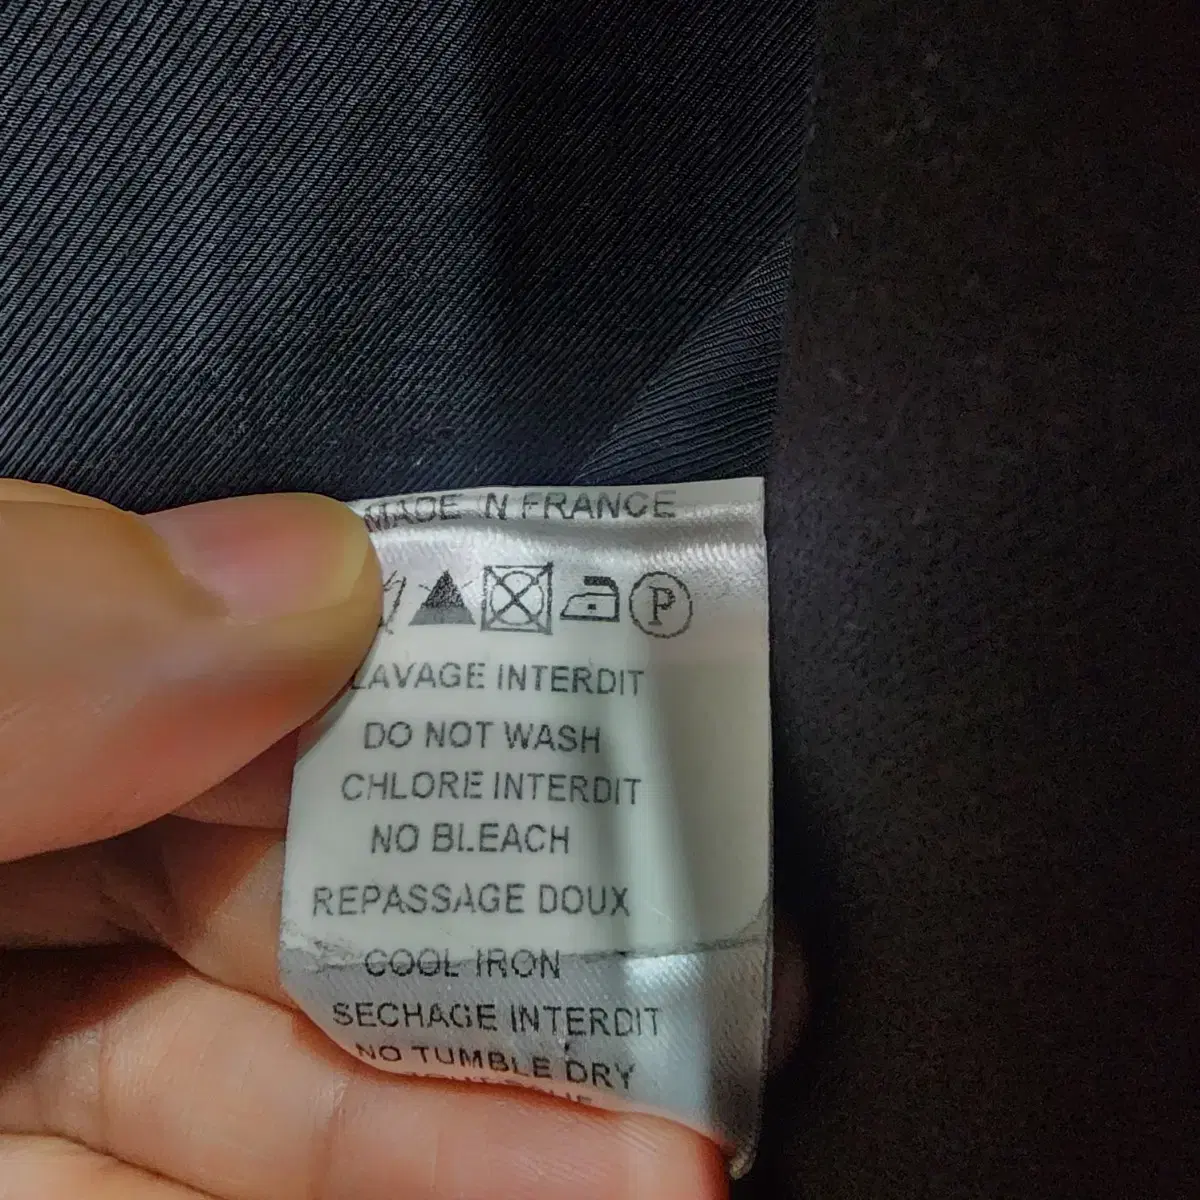 MADE IN FRANCE
P
LAVAGE INTERDIT
DO NOT WASH
CHLORE INTERDIT
NO BLEACH
REPASSAGE DOUX
COOL IRON
SECHAGE INTERDIT
NO TUMBLE DRY